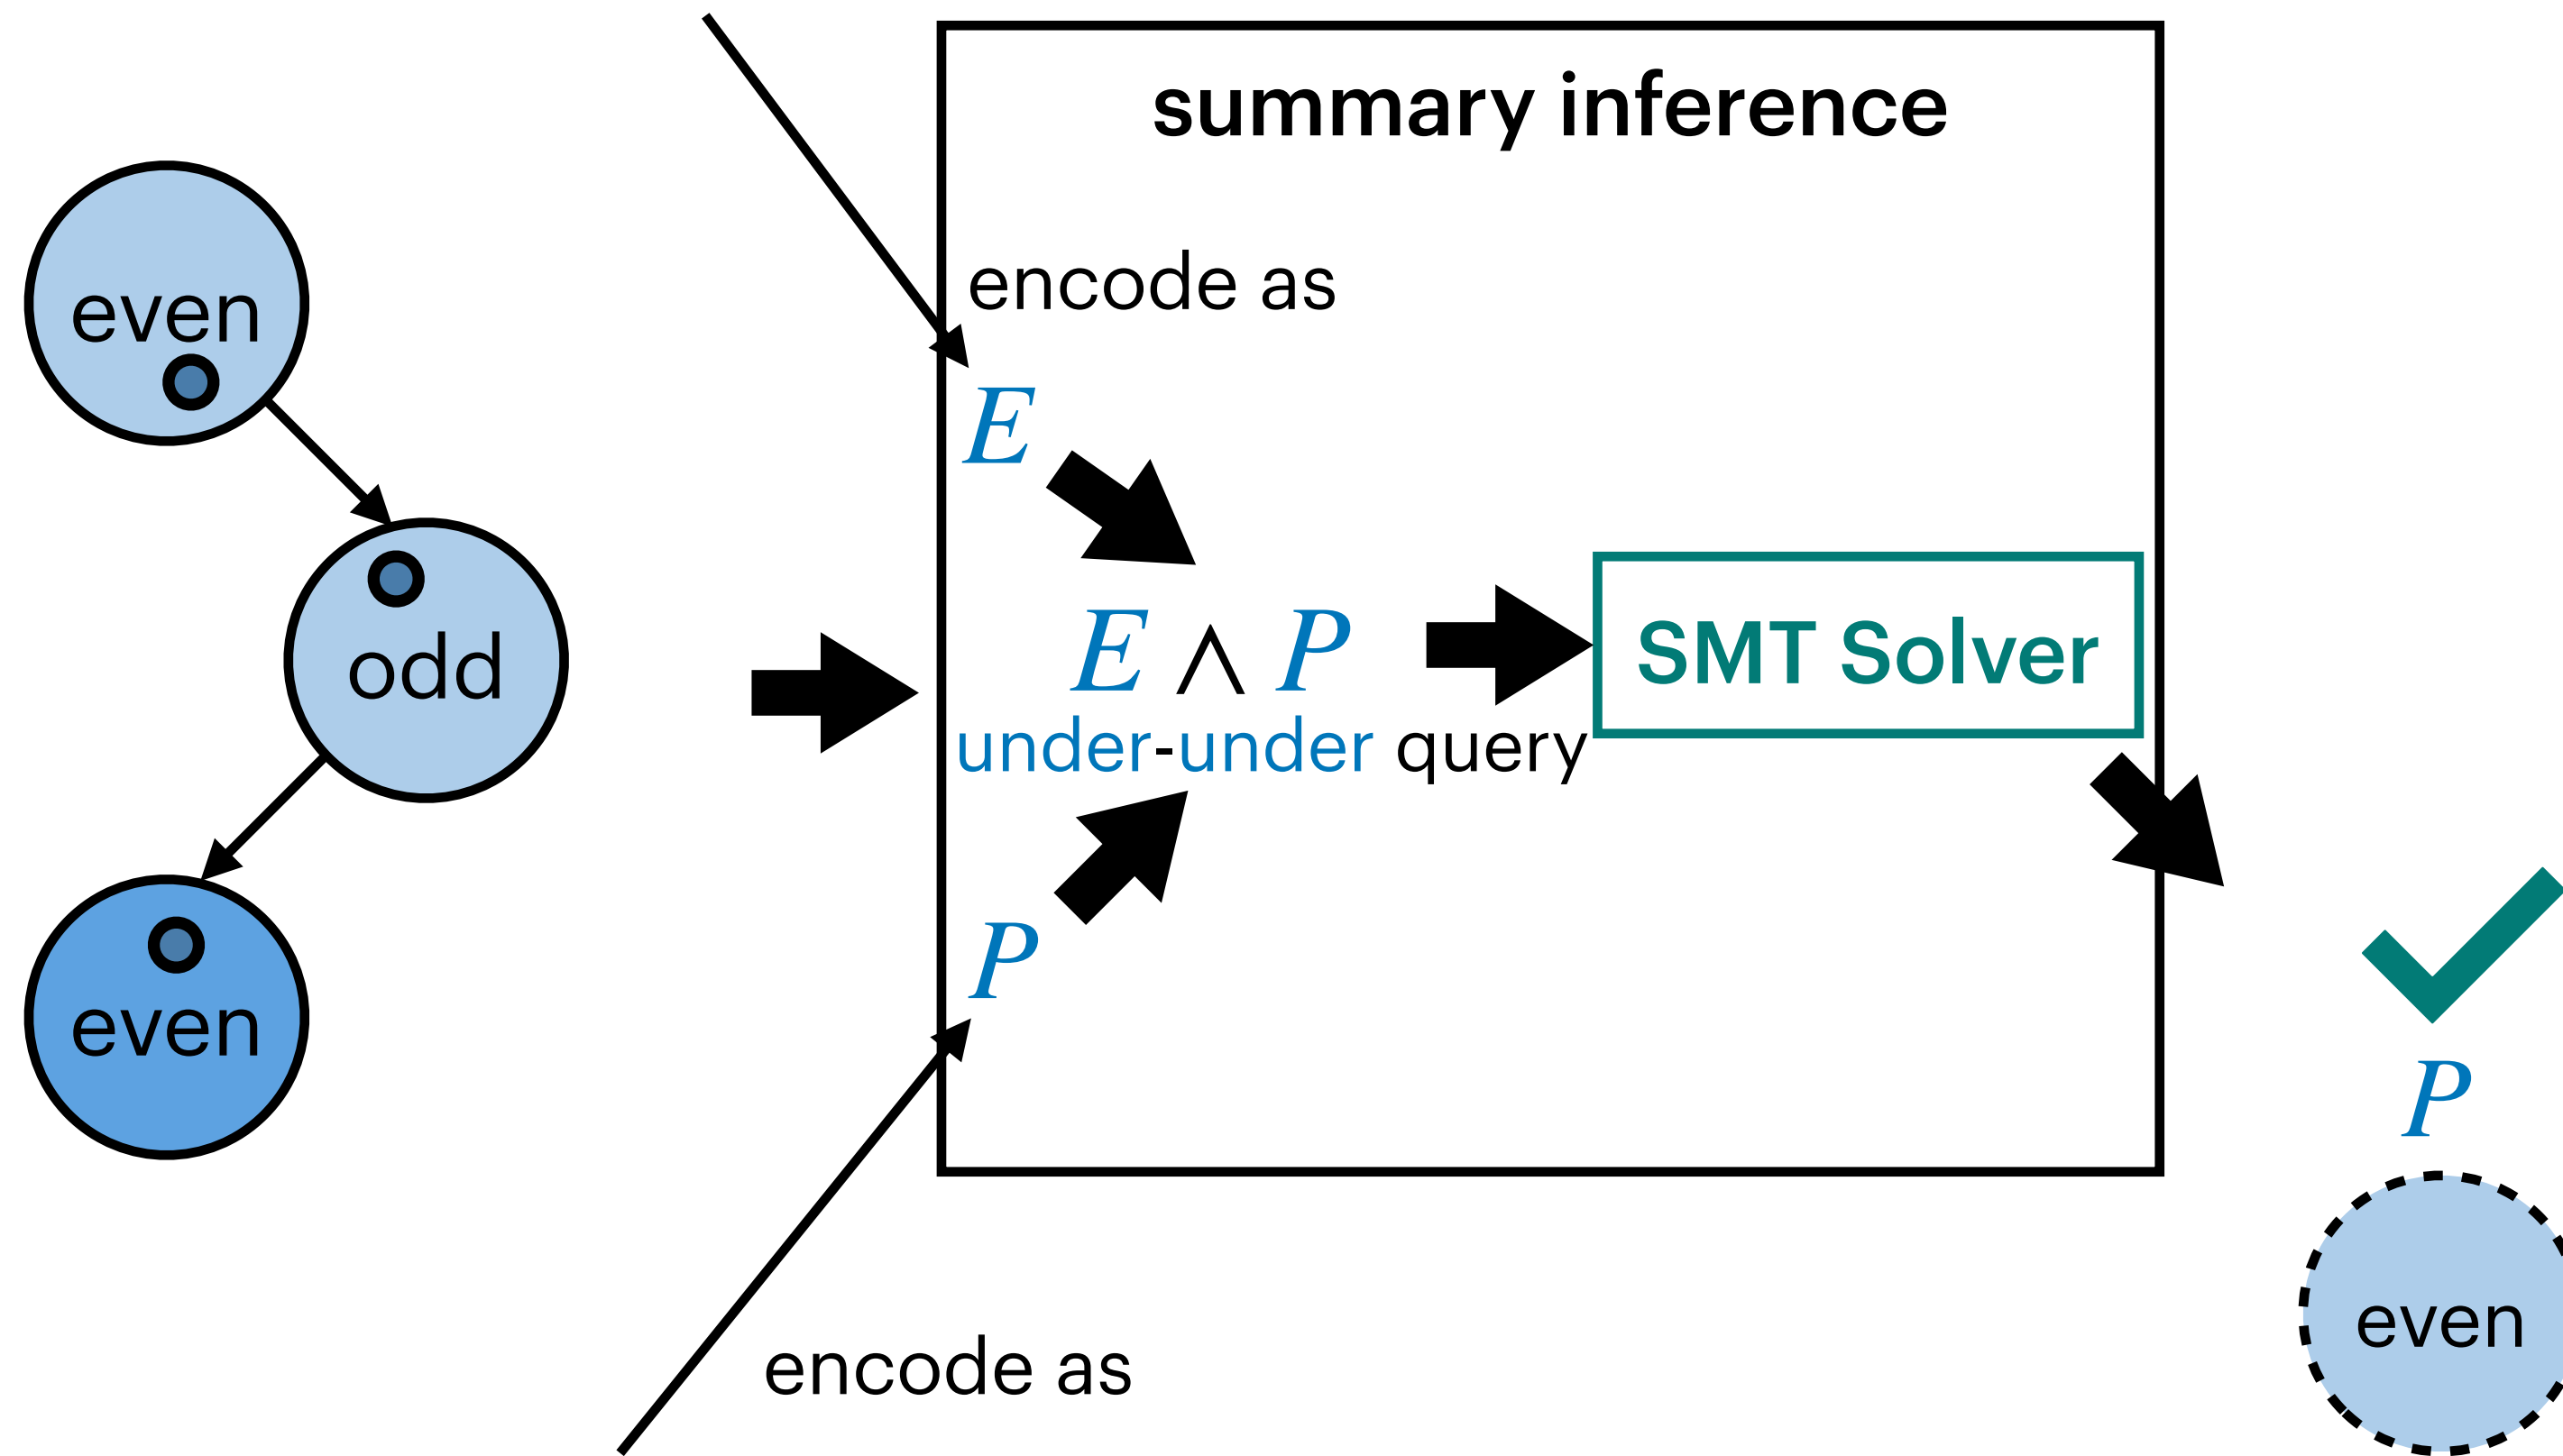 summary inference
encode as
even
E
odd
E ∧ P
SMT Solver
under-under query
P
even
P
even
encode as